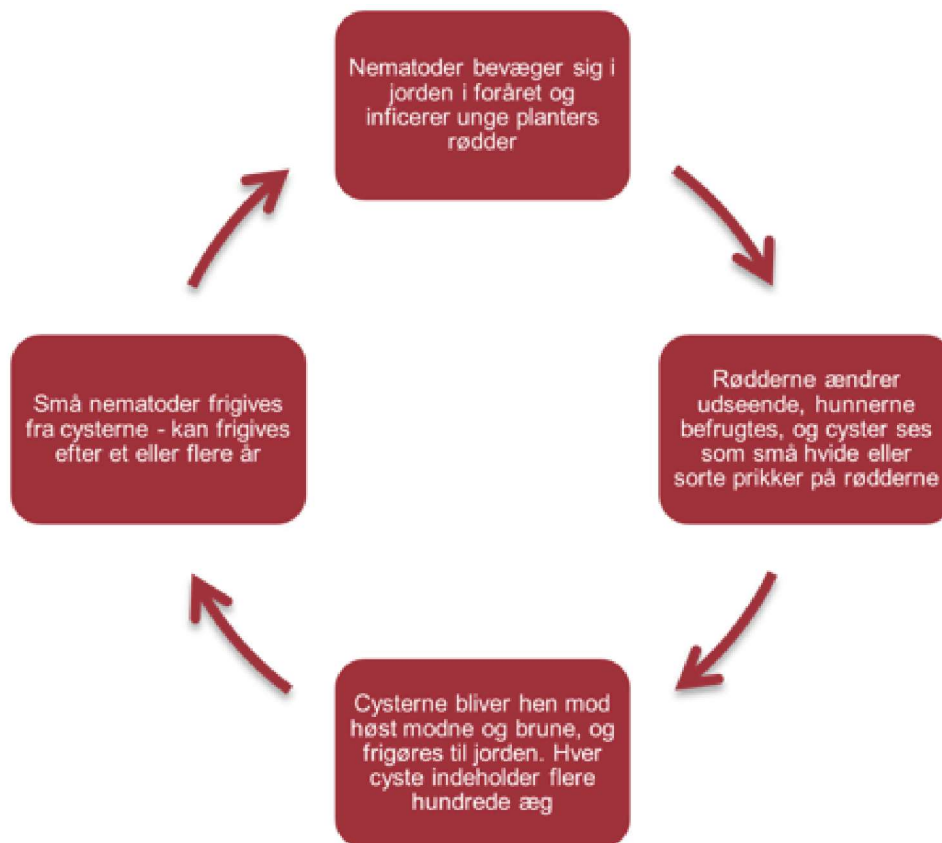 Nematoder bevæger sig i
jorden i foråret og
inficerer unge planters
rødder
Rødderne ændrer
udseende, hunnerne
befrugtes, og cyster ses
som små hvide eller
sorte prikker på rødderne
Cysterne bliver hen mod
høst modne og brune, og
frigøres til jorden. Hver
cyste indeholder flere
hundrede æg
Små nematoder frigives
fra cysterne - kan frigives
efter et eller flere år